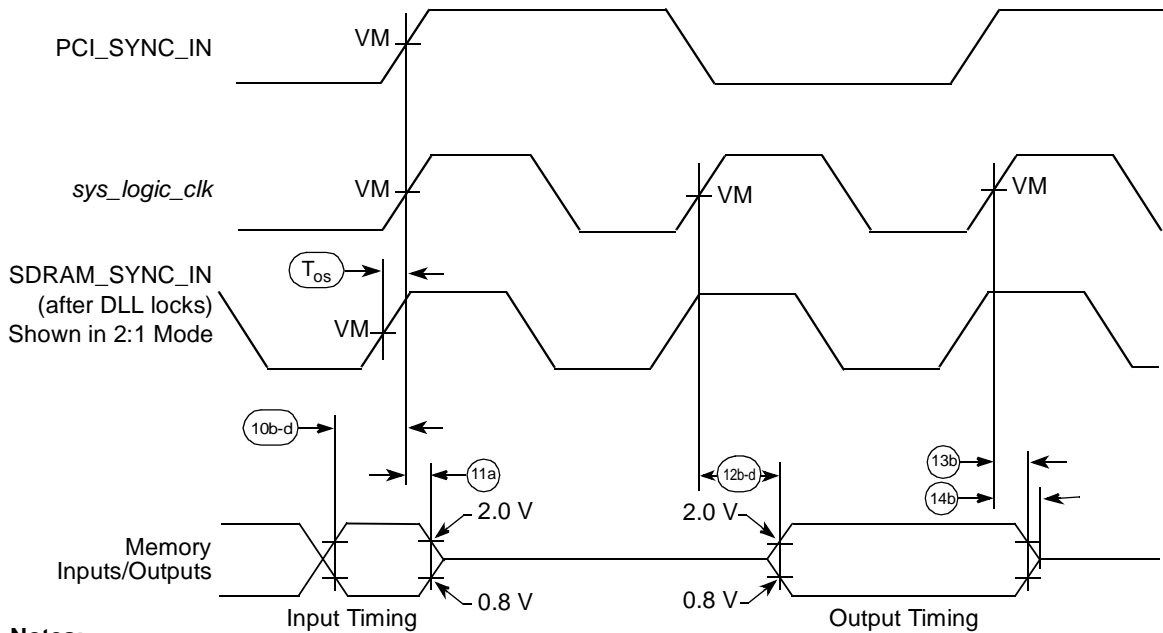 PCI_SYNC_IN
VM
sys_logic_clk
VM
VM
VM
Tos
SDRAM_SYNC_IN
(after DLL locks)
Shown in 2:1 Mode
VM
10b-d
11a
12b-d
13b
14b
2.0 V
2.0 V
Memory
Inputs/Outputs
0.8 V
0.8 V
Input Timing
Output Timing
Notes: